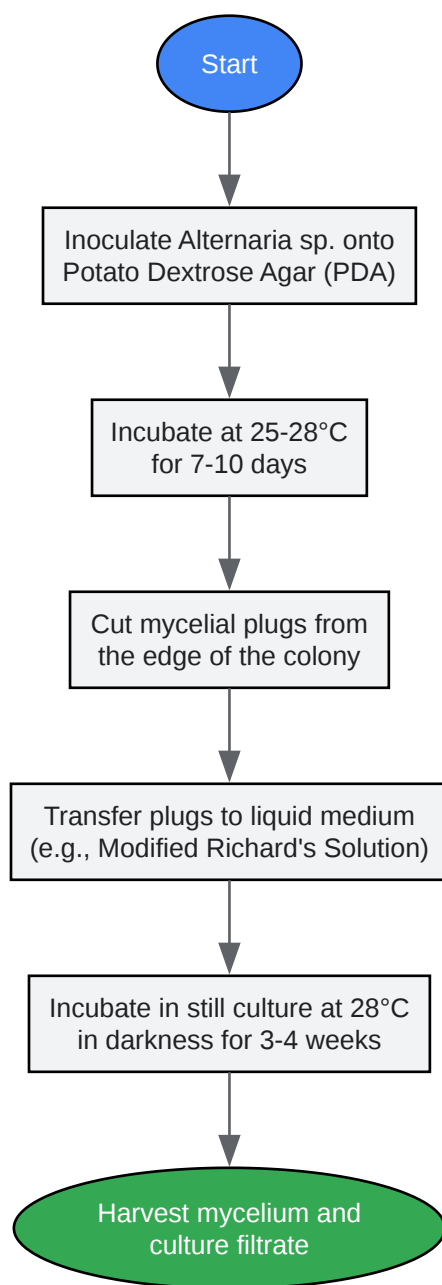 Start
Inoculate Alternaria sp. onto
Potato Dextrose Agar (PDA)
Incubate at 25-28°C
for 7-10 days
Cut mycelial plugs from
the edge of the colony
Transfer plugs to liquid medium
(e.g., Modified Richard's Solution)
Incubate in still culture at 28°C
in darkness for 3-4 weeks
Harvest mycelium and
culture filtrate